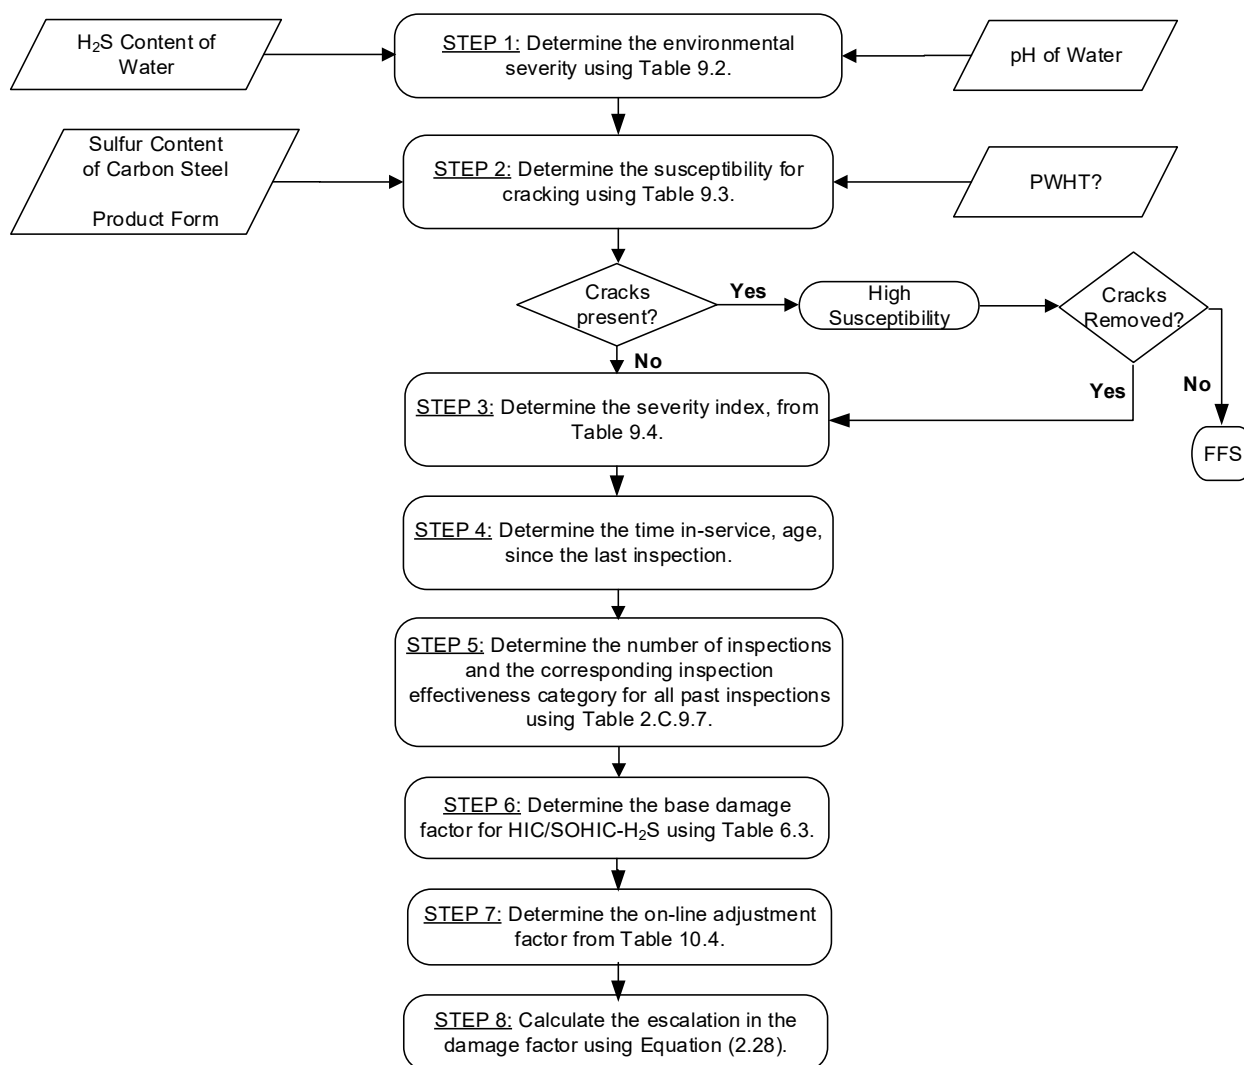 H₂S Content of
Water
STEP 1: Determine the environmental
severity using Table 9.2.
pH of Water
Sulfur Content
of Carbon Steel
Product Form
STEP 2: Determine the susceptibility for
cracking using Table 9.3.
PWHT?
Cracks
present?
Yes
High
Susceptibility
Cracks
Removed?
No
Yes
No
STEP 3: Determine the severity index, from
Table 9.4.
FFS
STEP 4: Determine the time in-service, age,
since the last inspection.
STEP 5: Determine the number of inspections
and the corresponding inspection
effectiveness category for all past inspections
using Table 2.C.9.7.
STEP 6: Determine the base damage
factor for HIC/SOHIC-H₂S using Table 6.3.
STEP 7: Determine the on-line adjustment
factor from Table 10.4.
STEP 8: Calculate the escalation in the
damage factor using Equation (2.28).